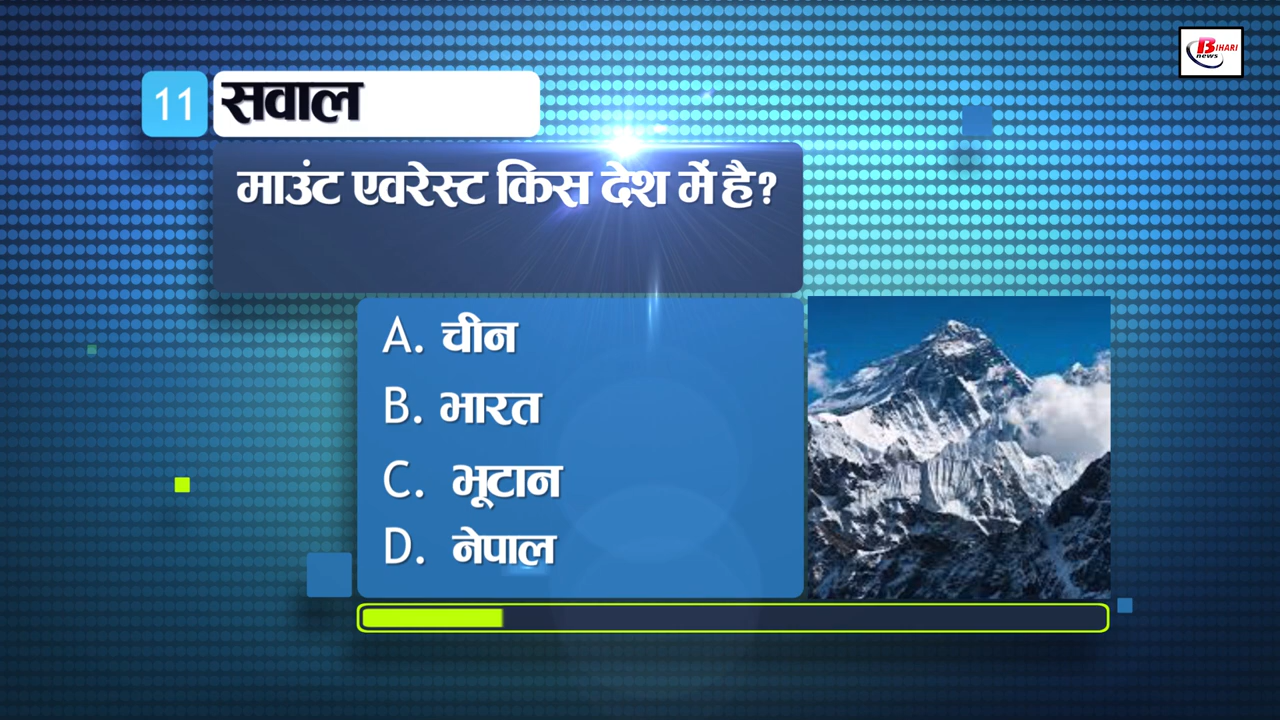 BIHARI
news
11 सवाल
माउंट एवरेस्ट किस देश में है?
A. चीन
B. भारत
C. भूटान
D. नेपाल